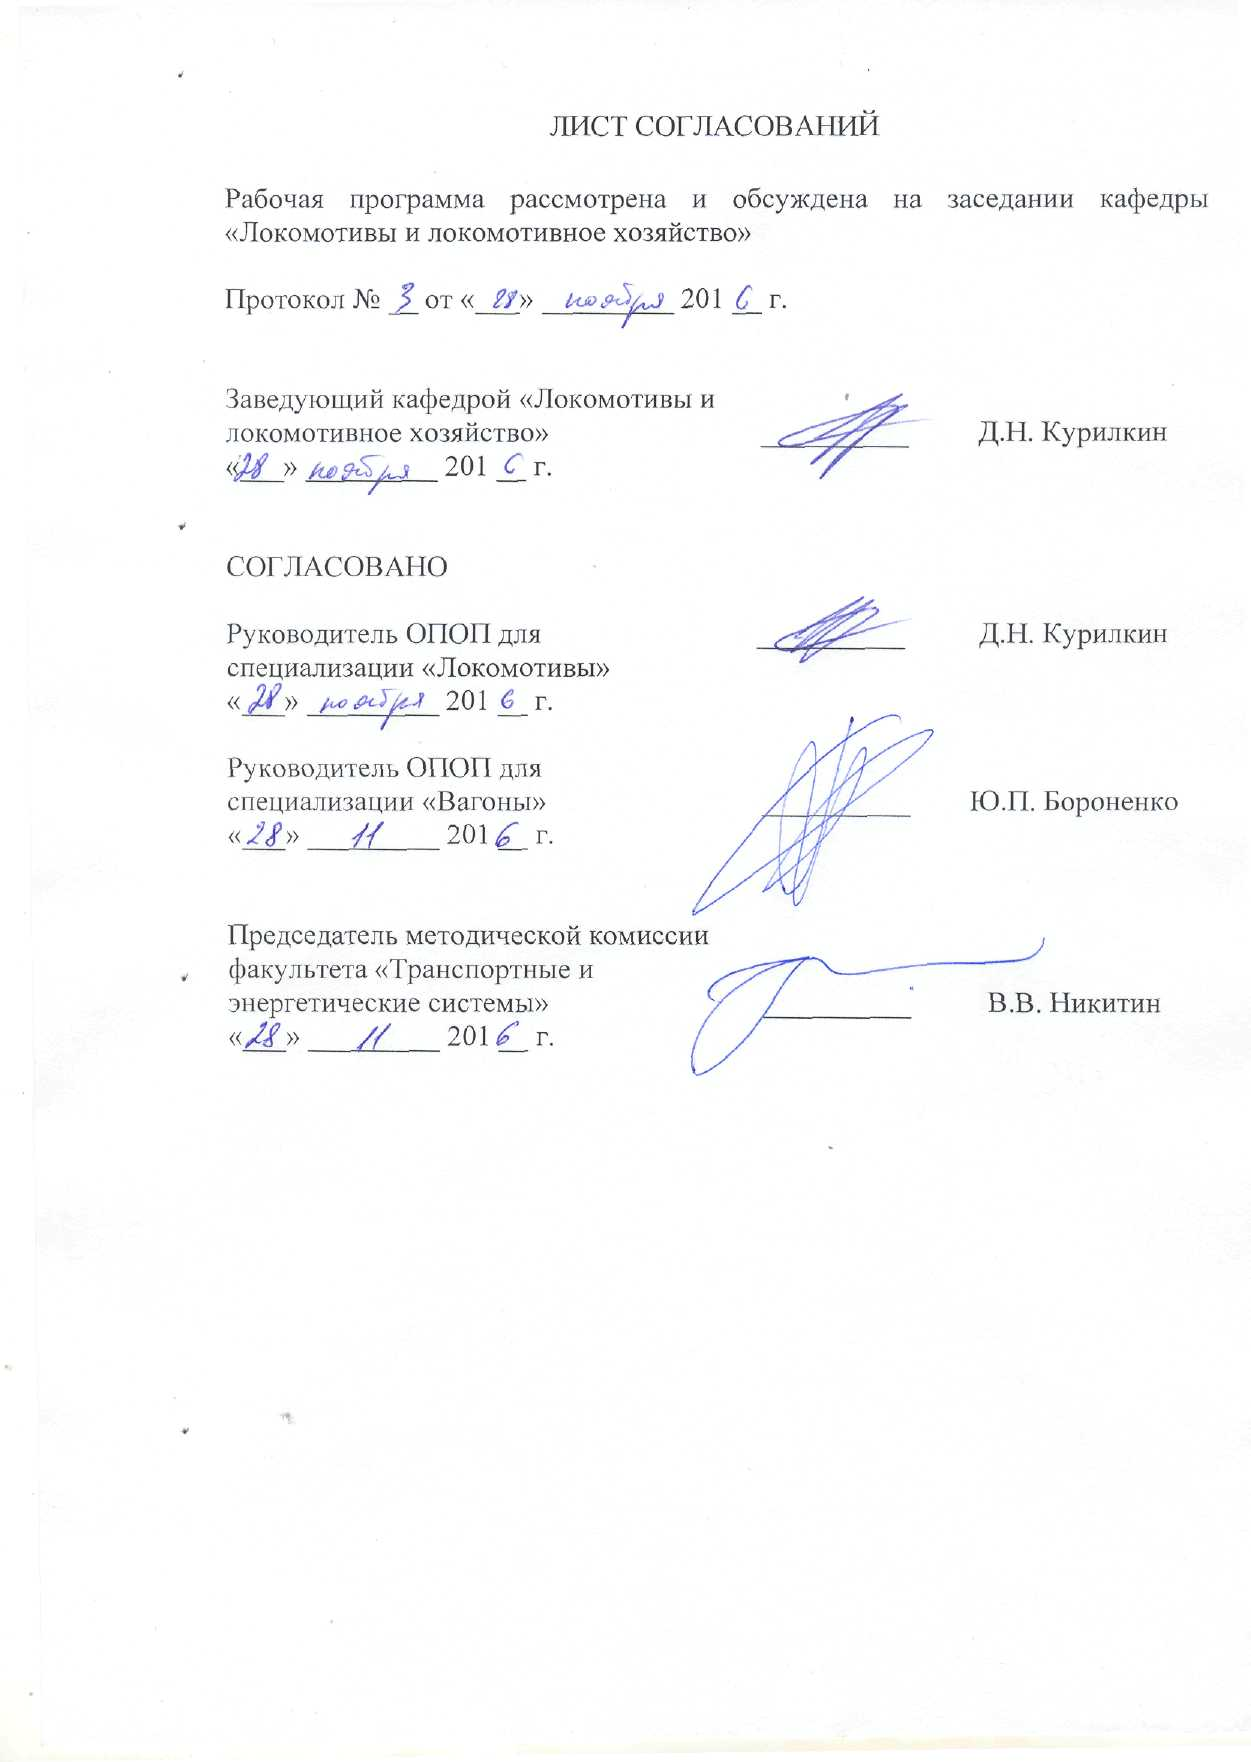 ЛИСТ СОГЛАСОВАНИЙ
Рабочая программа рассмотрена и обсуждена на заседании кафедры
«Локомотивы и локомотивное хозяйство»
Протокол № 3 от «28» ноября 2016 г.
Заведующий кафедрой «Локомотивы и
локомотивное хозяйство» Д.Н. Курилкин
«28» ноября 2016 г.
СОГЛАСОВАНО
Руководитель ОПОП для Д.Н. Курилкин
специализации «Локомотивы»
«28» ноября 2016 г.
Руководитель ОПОП для
специализации «Вагоны» Ю.П. Бороненко
«28» 11 2016 г.
Председатель методической комиссии
факультета «Транспортные и
энергетические системы» В.В. Никитин
«28» 11 2016 г.